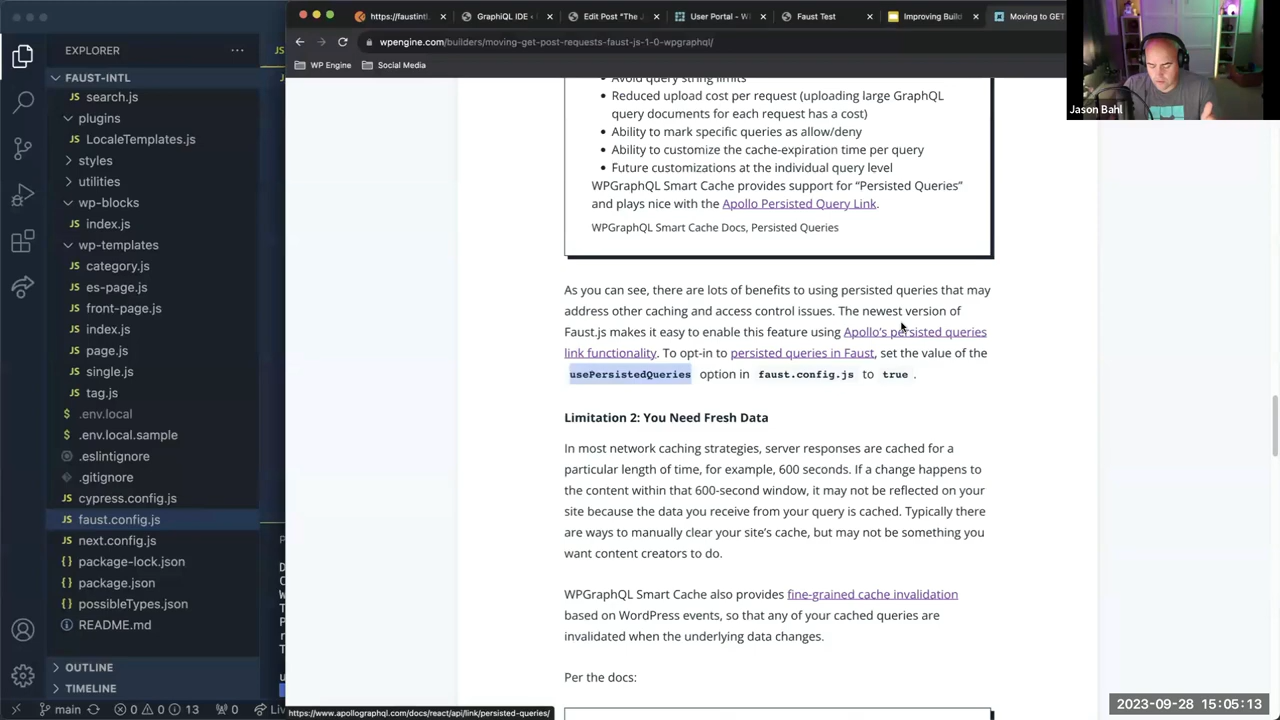 EXPLORER
FAUST-INTL
search.js
plugins
LocaleTemplates.js
styles
utilities
wp-blocks
index.js
wp-templates
category.js
es-page.js
front-page.js
index.js
page.js
single.js
tag.js
.env.local
.env.local.sample
.eslintignore
.gitignore
cypress.config.js
faust.config.js
next.config.js
package-lock.json
package.json
possibleTypes.json
README.md
OUTLINE
TIMELINE
main 0 0 13 0 Liv
https://faustintl.
GraphiQL IDE ‹
Edit Post "The J
User Portal - W
Faust Test
Improving Build
Moving to GET
wpengine.com/builders/moving-get-post-requests-faust-js-1-0-wpgraphql/
WP Engine Social Media
Avoid query string limits
• Reduced upload cost per request (uploading large GraphQL
query documents for each request has a cost)
• Ability to mark specific queries as allow/deny
• Ability to customize the cache-expiration time per query
• Future customizations at the individual query level
WPGraphQL Smart Cache provides support for “Persisted Queries”
and plays nice with the Apollo Persisted Query Link.
WPGraphQL Smart Cache Docs, Persisted Queries
As you can see, there are lots of benefits to using persisted queries that may
address other caching and access control issues. The newest version of
Faust.js makes it easy to enable this feature using Apollo’s persisted queries
link functionality. To opt-in to persisted queries in Faust, set the value of the
usePersistedQueries option in faust.config.js to true .
Limitation 2: You Need Fresh Data
In most network caching strategies, server responses are cached for a
particular length of time, for example, 600 seconds. If a change happens to
the content within that 600-second window, it may not be reflected on your
site because the data you receive from your query is cached. Typically there
are ways to manually clear your site’s cache, but may not be something you
want content creators to do.
WPGraphQL Smart Cache also provides fine-grained cache invalidation
based on WordPress events, so that any of your cached queries are
invalidated when the underlying data changes.
Per the docs:
https://www.apollographql.com/docs/react/api/link/persisted-queries/
Jason Bahl
2023-09-28 15:05:13